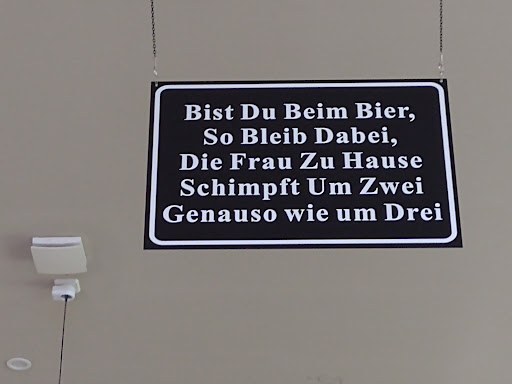 Bist Du Beim Bier,
So Bleib Dabei,
Die Frau Zu Hause
Schimpft Um Zwei
Genauso wie um Drei